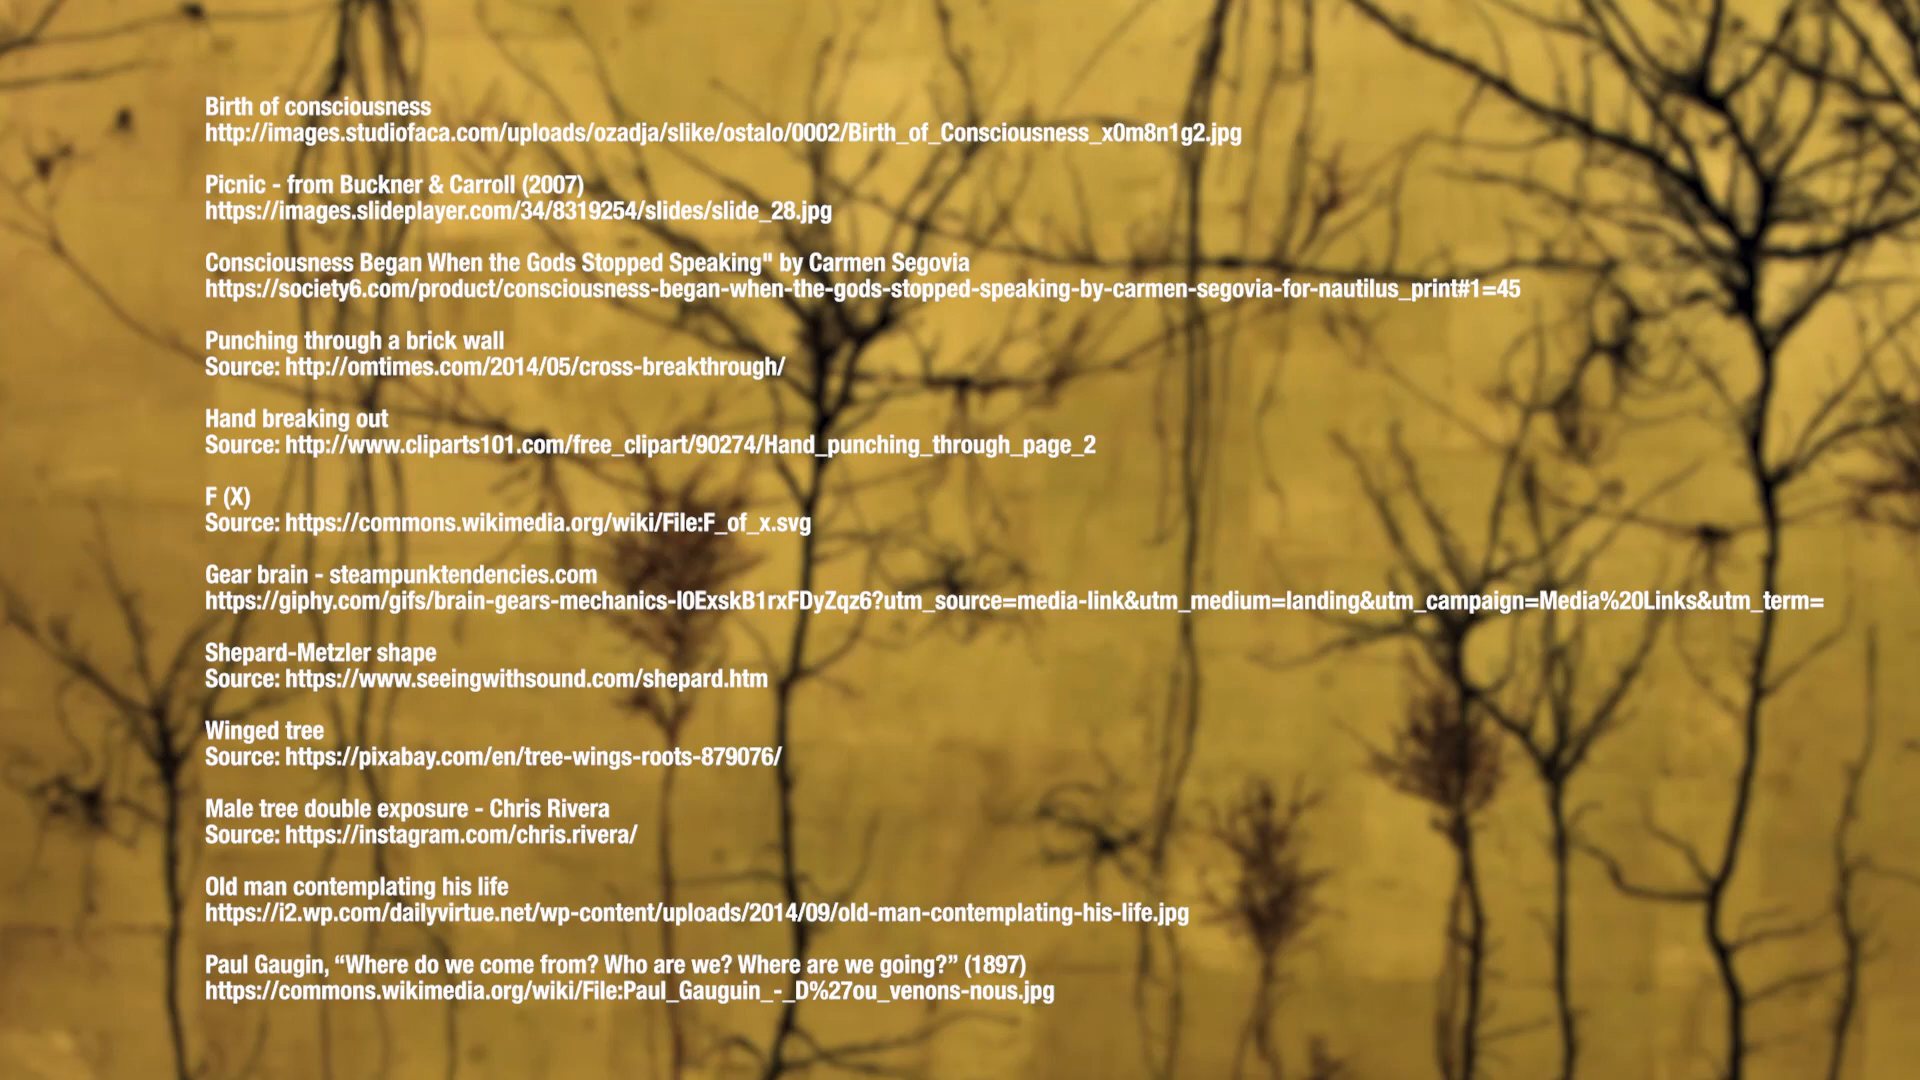 Birth of consciousness
http://images.studiofaca.com/uploads/ozadja/slike/ostalo/0002/Birth_of_Consciousness_x0m8n1g2.jpg
Picnic - from Buckner & Carroll (2007)
https://images.slideplayer.com/34/8319254/slides/slide_28.jpg
Consciousness Began When the Gods Stopped Speaking" by Carmen Segovia
https://society6.com/product/consciousness-began-when-the-gods-stopped-speaking-by-carmen-segovia-for-nautilus_print#1=45
Punching through a brick wall
Source: http://omtimes.com/2014/05/cross-breakthrough/
Hand breaking out
Source: http://www.cliparts101.com/free_clipart/90274/Hand_punching_through_page_2
F (X)
Source: https://commons.wikimedia.org/wiki/File:F_of_x.svg
Gear brain - steampunktendencies.com
https://giphy.com/gifs/brain-gears-mechanics-l0ExskB1rxFDyZqz6?utm_source=media-link&utm_medium=landing&utm_campaign=Media%20Links&utm_term=
Shepard-Metzler shape
Source: https://www.seeingwithsound.com/shepard.htm
Winged tree
Source: https://pixabay.com/en/tree-wings-roots-879076/
Male tree double exposure - Chris Rivera
Source: https://instagram.com/chris.rivera/
Old man contemplating his life
https://i2.wp.com/dailyvirtue.net/wp-content/uploads/2014/09/old-man-contemplating-his-life.jpg
Paul Gaugin, “Where do we come from? Who are we? Where are we going?” (1897)
https://commons.wikimedia.org/wiki/File:Paul_Gauguin_-_D%27ou_venons-nous.jpg